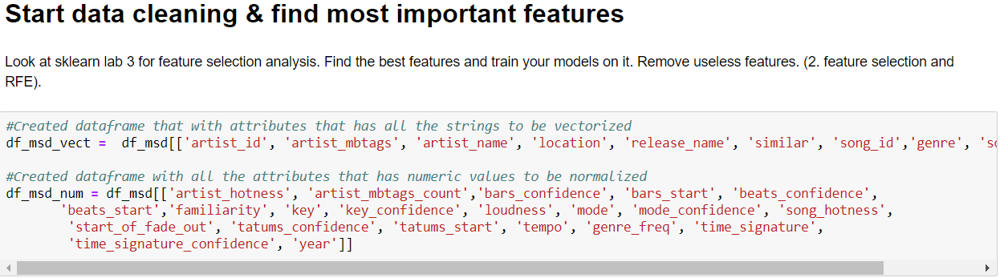 Start data cleaning & find most important features
Look at sklearn lab 3 for feature selection analysis. Find the best features and train your models on it. Remove useless features. (2. feature selection and
RFE).
#Created dataframe that with attributes that has all the strings to be vectorized
df_msd_vect =  df_msd[['artist_id', 'artist_mbtags', 'artist_name', 'location', 'release_name', 'similar', 'song_id','genre',
#Created dataframe with all the attributes that has numeric values to be normalized
df_msd_num = df_msd[['artist_hotness', 'artist_mbtags_count','bars_confidence', 'bars_start', 'beats_confidence',
'beats_start','familiarity', 'key', 'key_confidence', 'loudness', 'mode', 'mode_confidence', 'song_hotness',
'start_of_fade_out', 'tatums_confidence', 'tatums_start', 'tempo', 'genre_freq', 'time_signature',
'time_signature_confidence', 'year']]